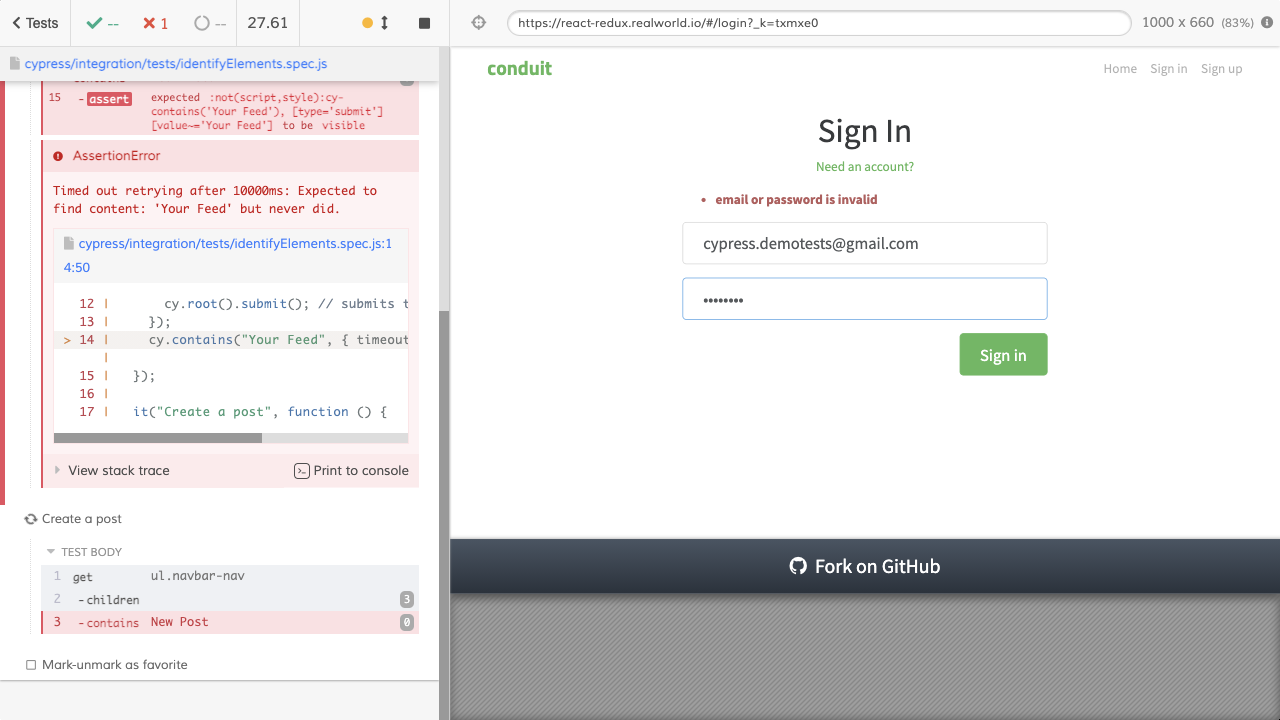 Tests
--
1
--
27.61
cypress/integration/tests/identifyElements.spec.js
15 -assert expected :not(script,style):cy-
contains('Your Feed'), [type='submit']
[value~='Your Feed'] to be visible
AssertionError
Timed out retrying after 10000ms: Expected to
find content: 'Your Feed' but never did.
cypress/integration/tests/identifyElements.spec.js:1
4:50
12 | cy.root().submit(); // submits t
13 | });
> 14 | cy.contains("Your Feed", { timeout
|
15 | });
16 |
17 | it("Create a post", function () {
View stack trace
Print to console
Create a post
TEST BODY
1 get ul.navbar-nav
2 -children 3
3 -contains New Post 0
Mark-unmark as favorite
https://react-redux.realworld.io/#/login?_k=txmxe0
1000 x 660 (83%)
conduit
Home Sign in Sign up
Sign In
Need an account?
• email or password is invalid
cypress.demotests@gmail.com
••••••••
Sign in
Fork on GitHub